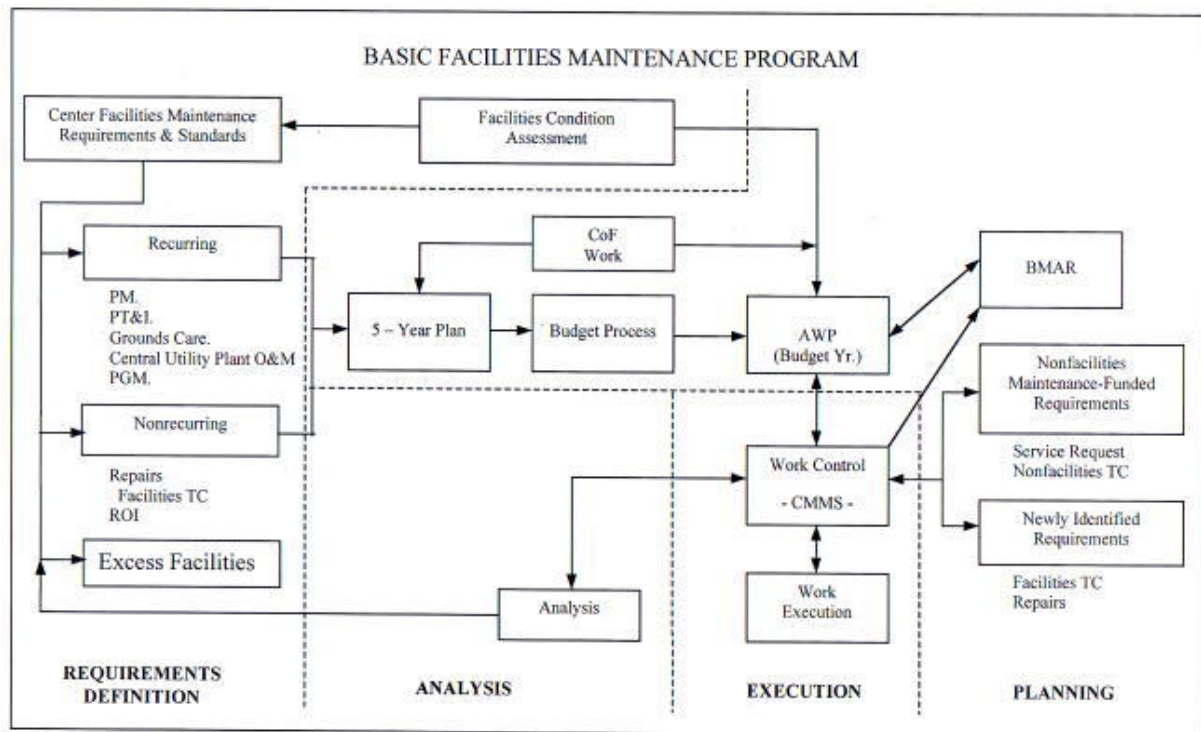 BASIC FACILITIES MAINTENANCE PROGRAM
Center Facilities Maintenance
Requirements & Standards
Facilities Condition
Assessment
Recurring
PM.
PT&I.
Grounds Care.
Central Utility Plant O&M
PGM.
Nonrecurring
Repairs
Facilities TC
ROI
Excess Facilities
CoF
Work
5 – Year Plan
Budget Process
AWP
(Budget Yr.)
BMAR
Nonfacilities
Maintenance-Funded
Requirements
Service Request
Nonfacilities TC
Work Control
- CMMS -
Newly Identified
Requirements
Facilities TC
Repairs
Work
Execution
Analysis
REQUIREMENTS
DEFINITION
ANALYSIS
EXECUTION
PLANNING